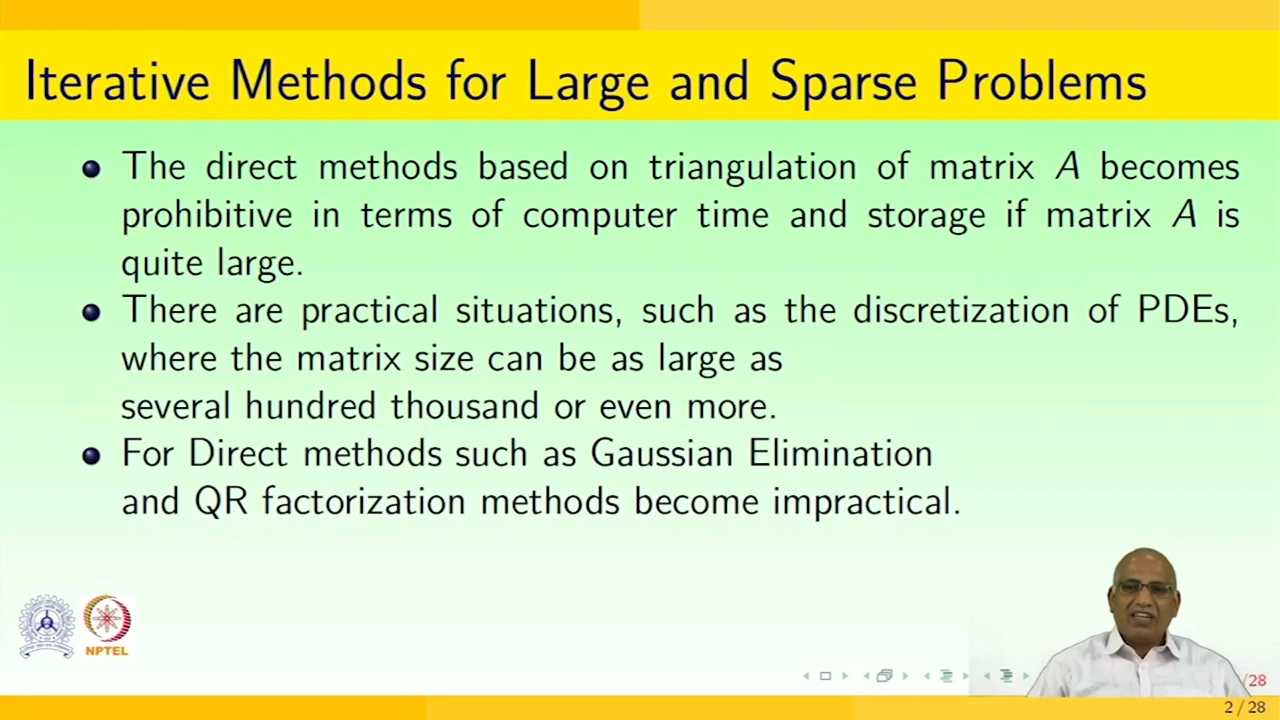 Iterative Methods for Large and Sparse Problems
The direct methods based on triangulation of matrix A becomes
prohibitive in terms of computer time and storage if matrix A is
quite large.
There are practical situations, such as the discretization of PDEs,
where the matrix size can be as large as
several hundred thousand or even more.
For Direct methods such as Gaussian Elimination
and QR factorization methods become impractical.
NPTEL
/28
2 / 28